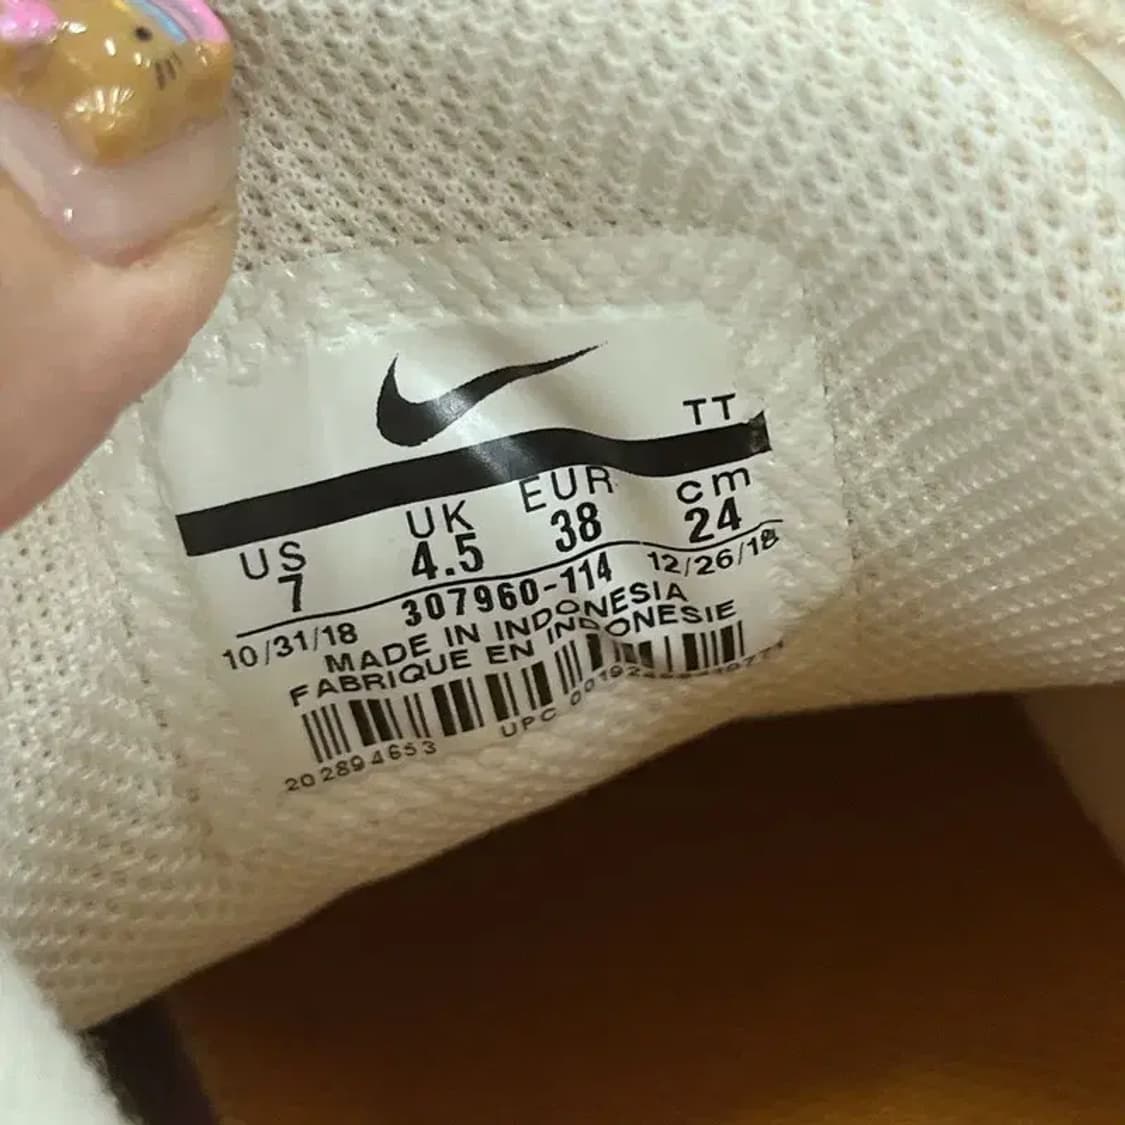 TT
US UK EUR cm
7 4.5 38 24
307960-114
10/31/18 12/26/18
MADE IN INDONESIA
FABRIQUE EN INDONESIE
202894653 UPC